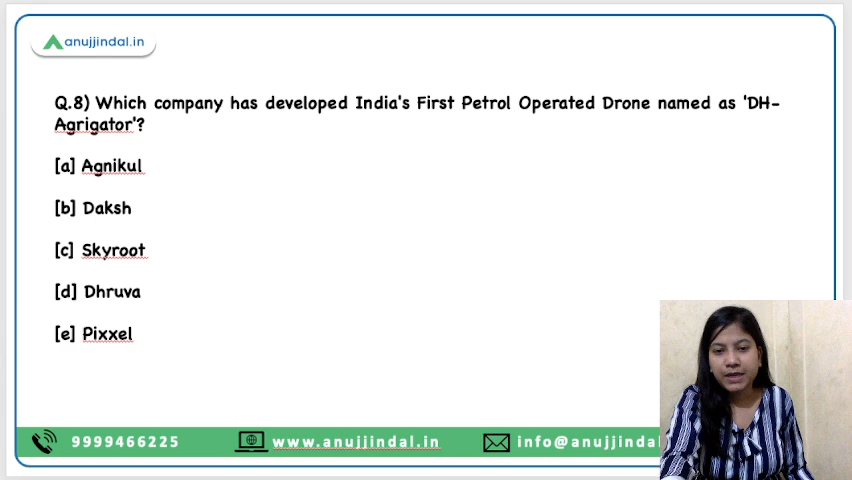 anujjindal.in
Q.8) Which company has developed India's First Petrol Operated Drone named as 'DH-
Agrigator'?
[a] Agnikul
[b] Daksh
[c] Skyroot
[d] Dhruva
[e] Pixxel
9999466225 www.anujjindal.in info@anujjindal